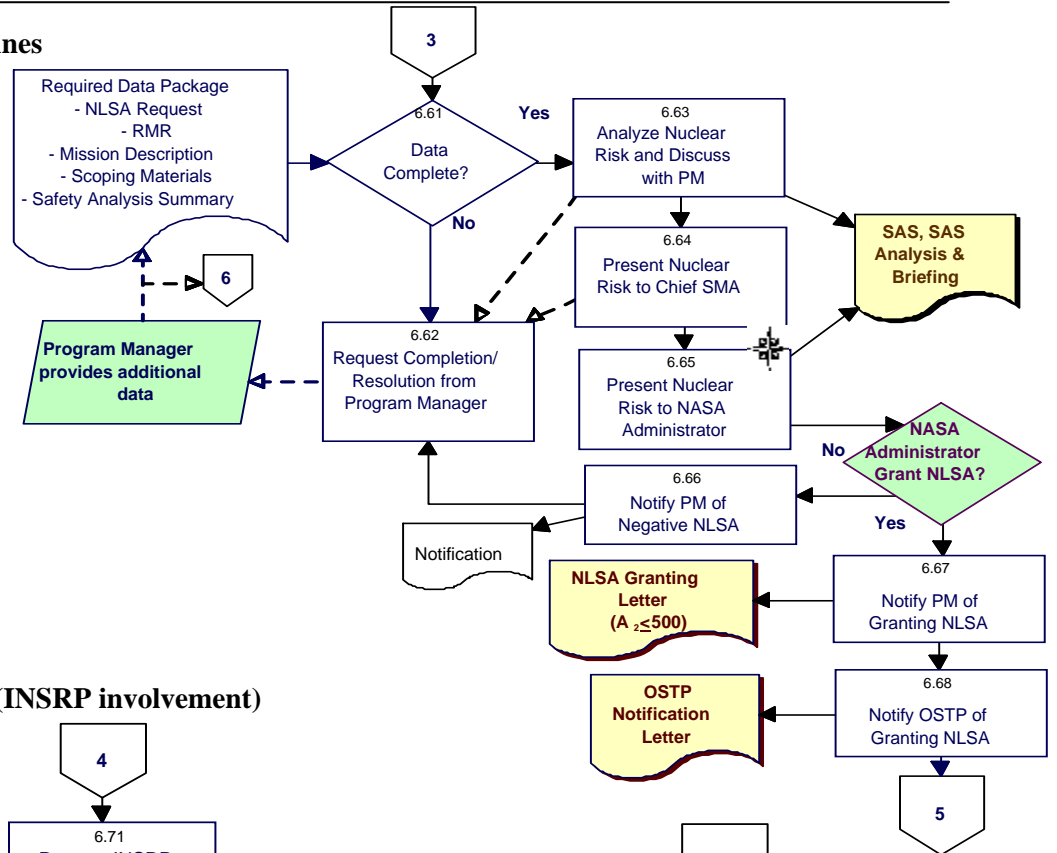 3
Required Data Package
- NLSA Request
- RMR
- Mission Description
- Scoping Materials
- Safety Analysis Summary
6.61
Data
Complete?
Yes
No
6.63
Analyze Nuclear
Risk and Discuss
with PM
6.64
Present Nuclear
Risk to Chief SMA
SAS, SAS
Analysis &
Briefing
6
Program Manager
provides additional
data
6.62
Request Completion/
Resolution from
Program Manager
6.65
Present Nuclear
Risk to NASA
Administrator
NASA
Administrator
Grant NLSA?
No
Yes
6.66
Notify PM of
Negative NLSA
Notification
6.67
Notify PM of
Granting NLSA
NLSA Granting
Letter
(A ₂≤500)
6.68
Notify OSTP of
Granting NLSA
OSTP
Notification
Letter
5
(INSRP involvement)
4
6.71